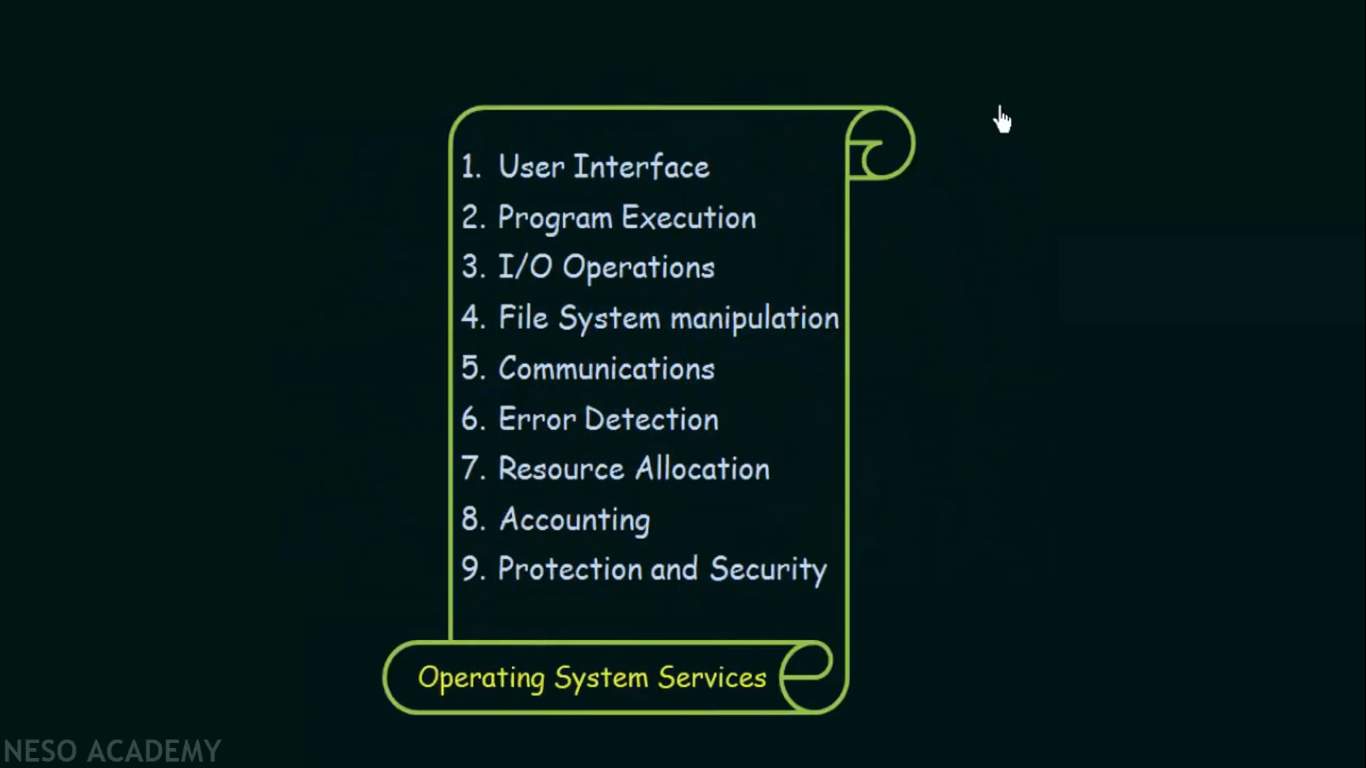 1. User Interface
2. Program Execution
3. I/O Operations
4. File System manipulation
5. Communications
6. Error Detection
7. Resource Allocation
8. Accounting
9. Protection and Security
Operating System Services
NESO ACADEMY